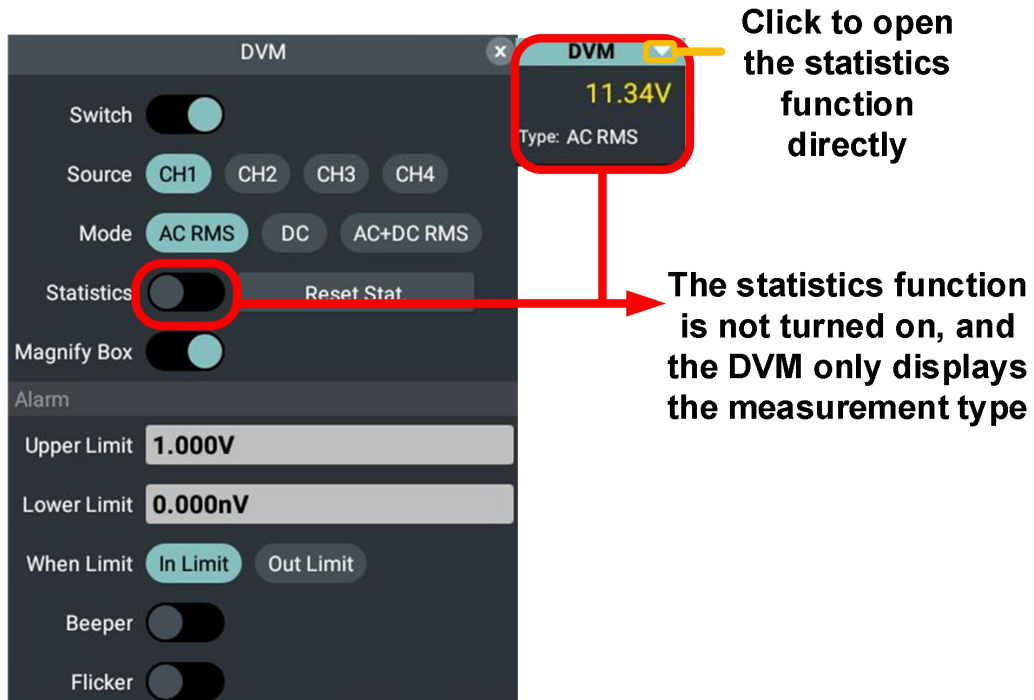 DVM
x
Switch
Source CH1 CH2 CH3 CH4
Mode AC RMS DC AC+DC RMS
Statistics Reset Stat.
Magnify Box
Alarm
Upper Limit 1.000V
Lower Limit 0.000nV
When Limit In Limit Out Limit
Beeper
Flicker
DVM
11.34V
Type: AC RMS
Click to open
the statistics
function
directly
The statistics function
is not turned on, and
the DVM only displays
the measurement type